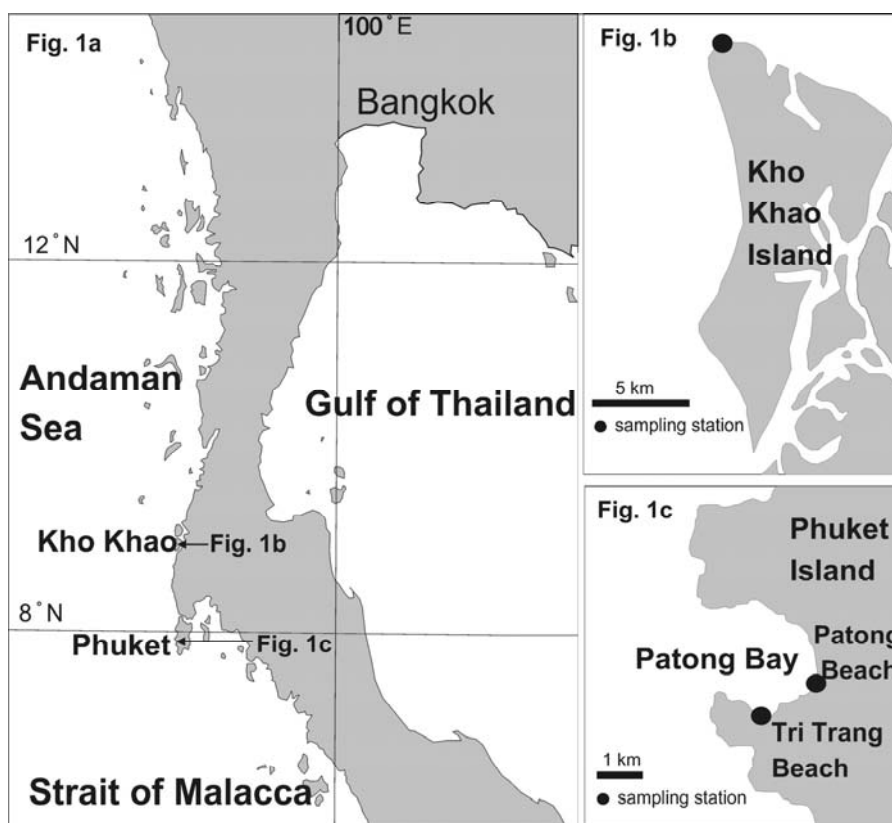 Fig. 1a
100°E
Bangkok
12°N
Andaman
Sea
Gulf of Thailand
Kho Khao
Fig. 1b
8°N
Phuket
Fig. 1c
Strait of Malacca
Fig. 1b
Kho
Khao
Island
5 km
sampling station
Fig. 1c
Phuket
Island
Patong Bay
Patong
Beach
Tri Trang
Beach
1 km
sampling station